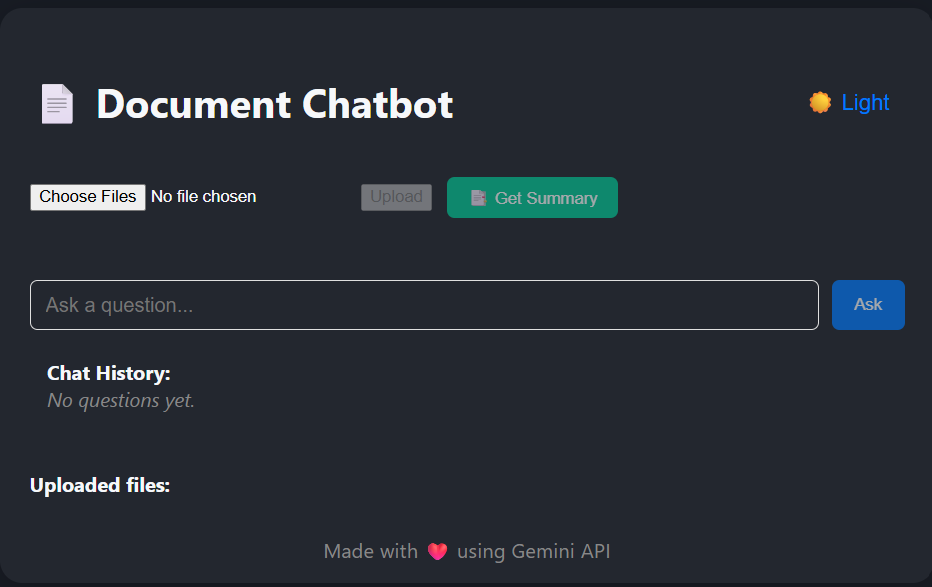 Document Chatbot
Light
Choose Files No file chosen Upload Get Summary
Ask a question...
Ask
Chat History:
No questions yet.
Uploaded files:
Made with ❤️ using Gemini API